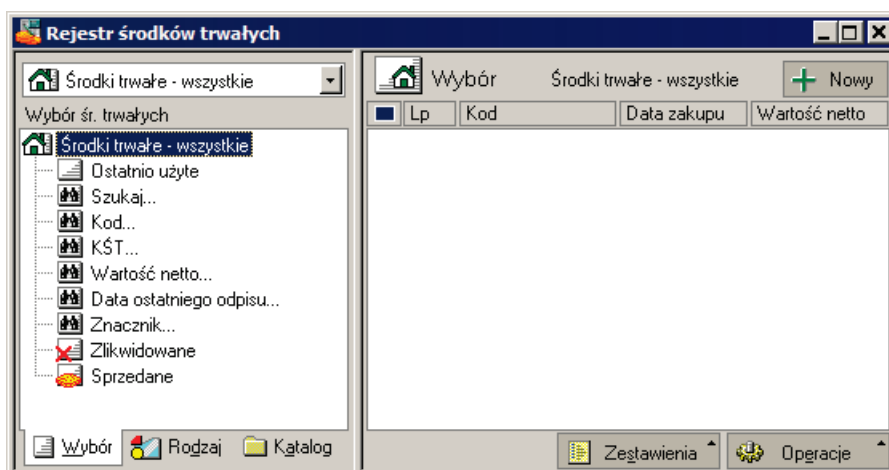 Rejestr środków trwałych
Środki trwałe - wszystkie
Wybór śr. trwałych
Środki trwałe - wszystkie
Ostatnio użyte
Szukaj...
Kod...
KŚT...
Wartość netto...
Data ostatniego odpisu...
Znacznik...
Zlikwidowane
Sprzedane
Wybór Rodzaj Katalog
Wybór Środki trwałe - wszystkie Nowy
Lp Kod Data zakupu Wartość netto
Zestawienia Operacje